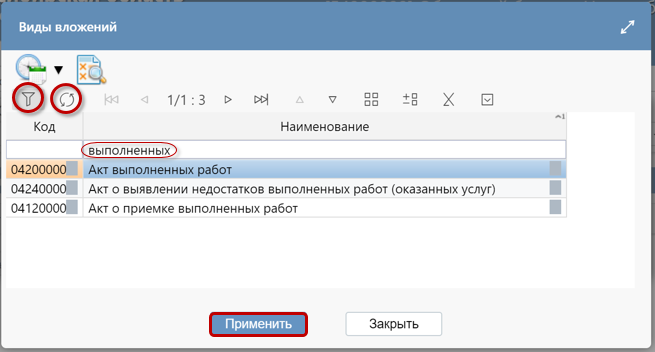 Виды вложений
1/1 : 3
Код Наименование
выполненных
04200000 Акт выполненных работ
04240000 Акт о выявлении недостатков выполненных работ (оказанных услуг)
04120000 Акт о приемке выполненных работ
Применить Закрыть